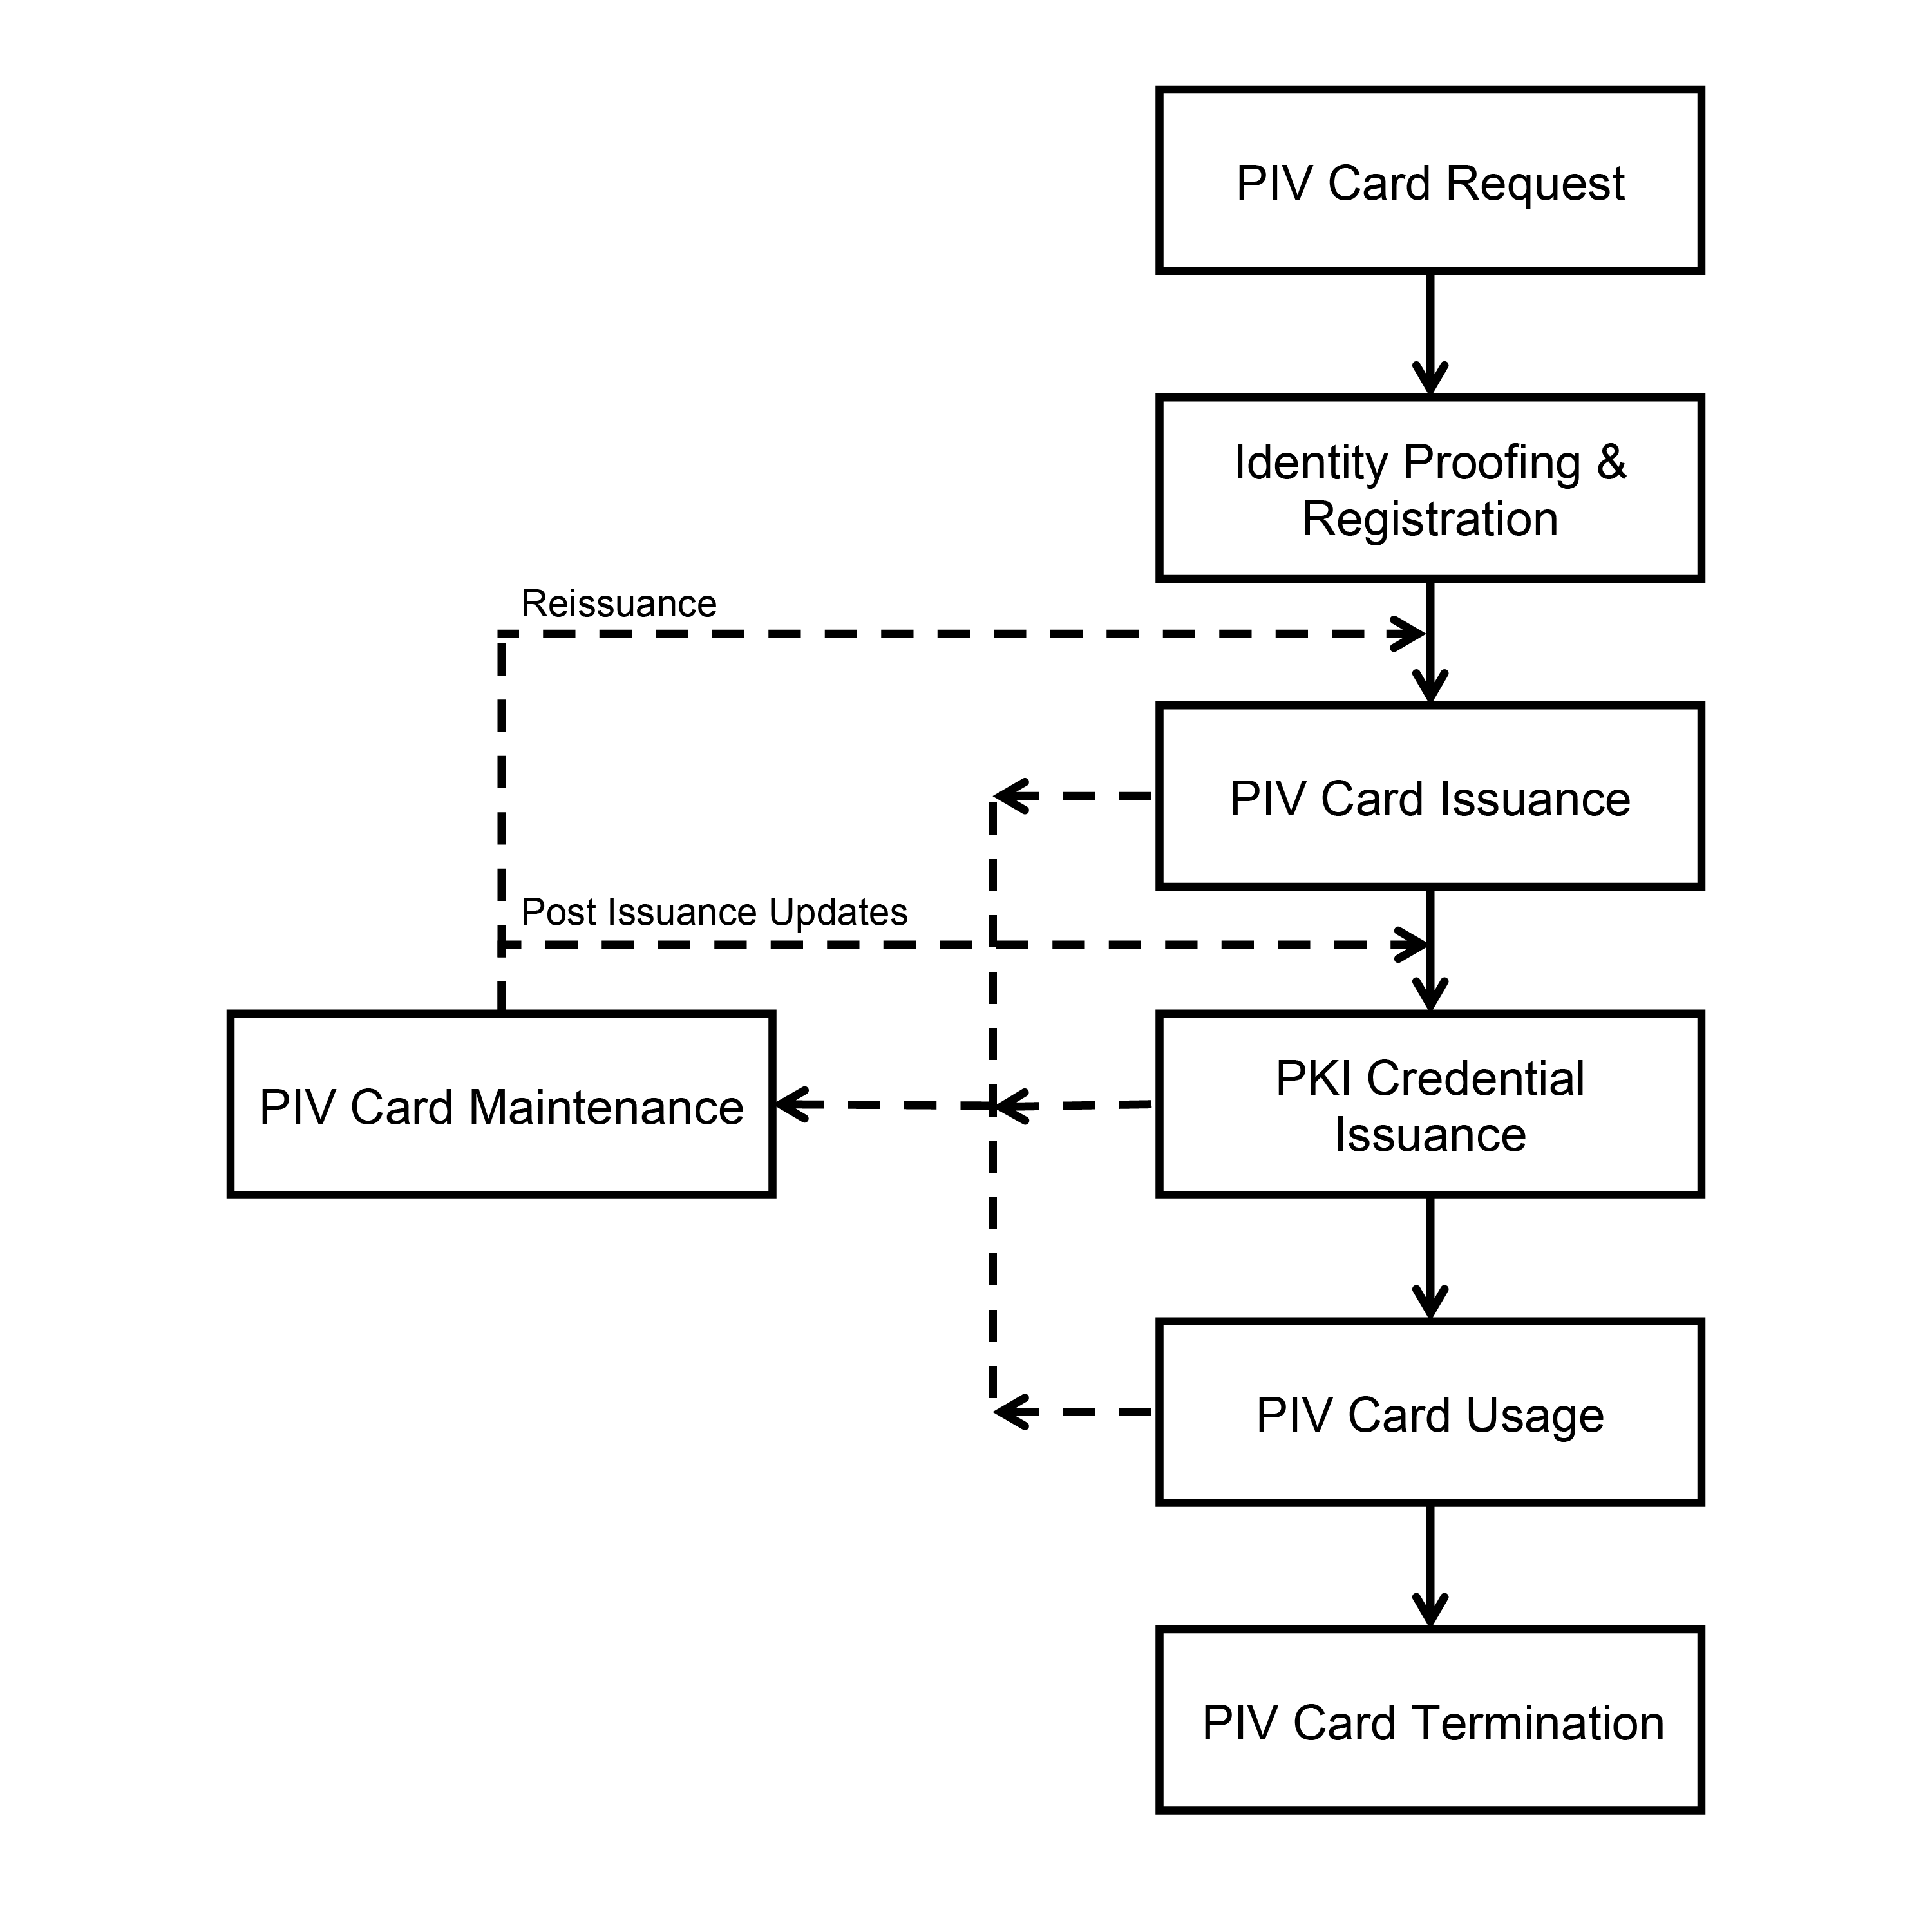 PIV Card Request
Identity Proofing &
Registration
Reissuance
PIV Card Issuance
Post Issuance Updates
PKI Credential
Issuance
PIV Card Maintenance
PIV Card Usage
PIV Card Termination